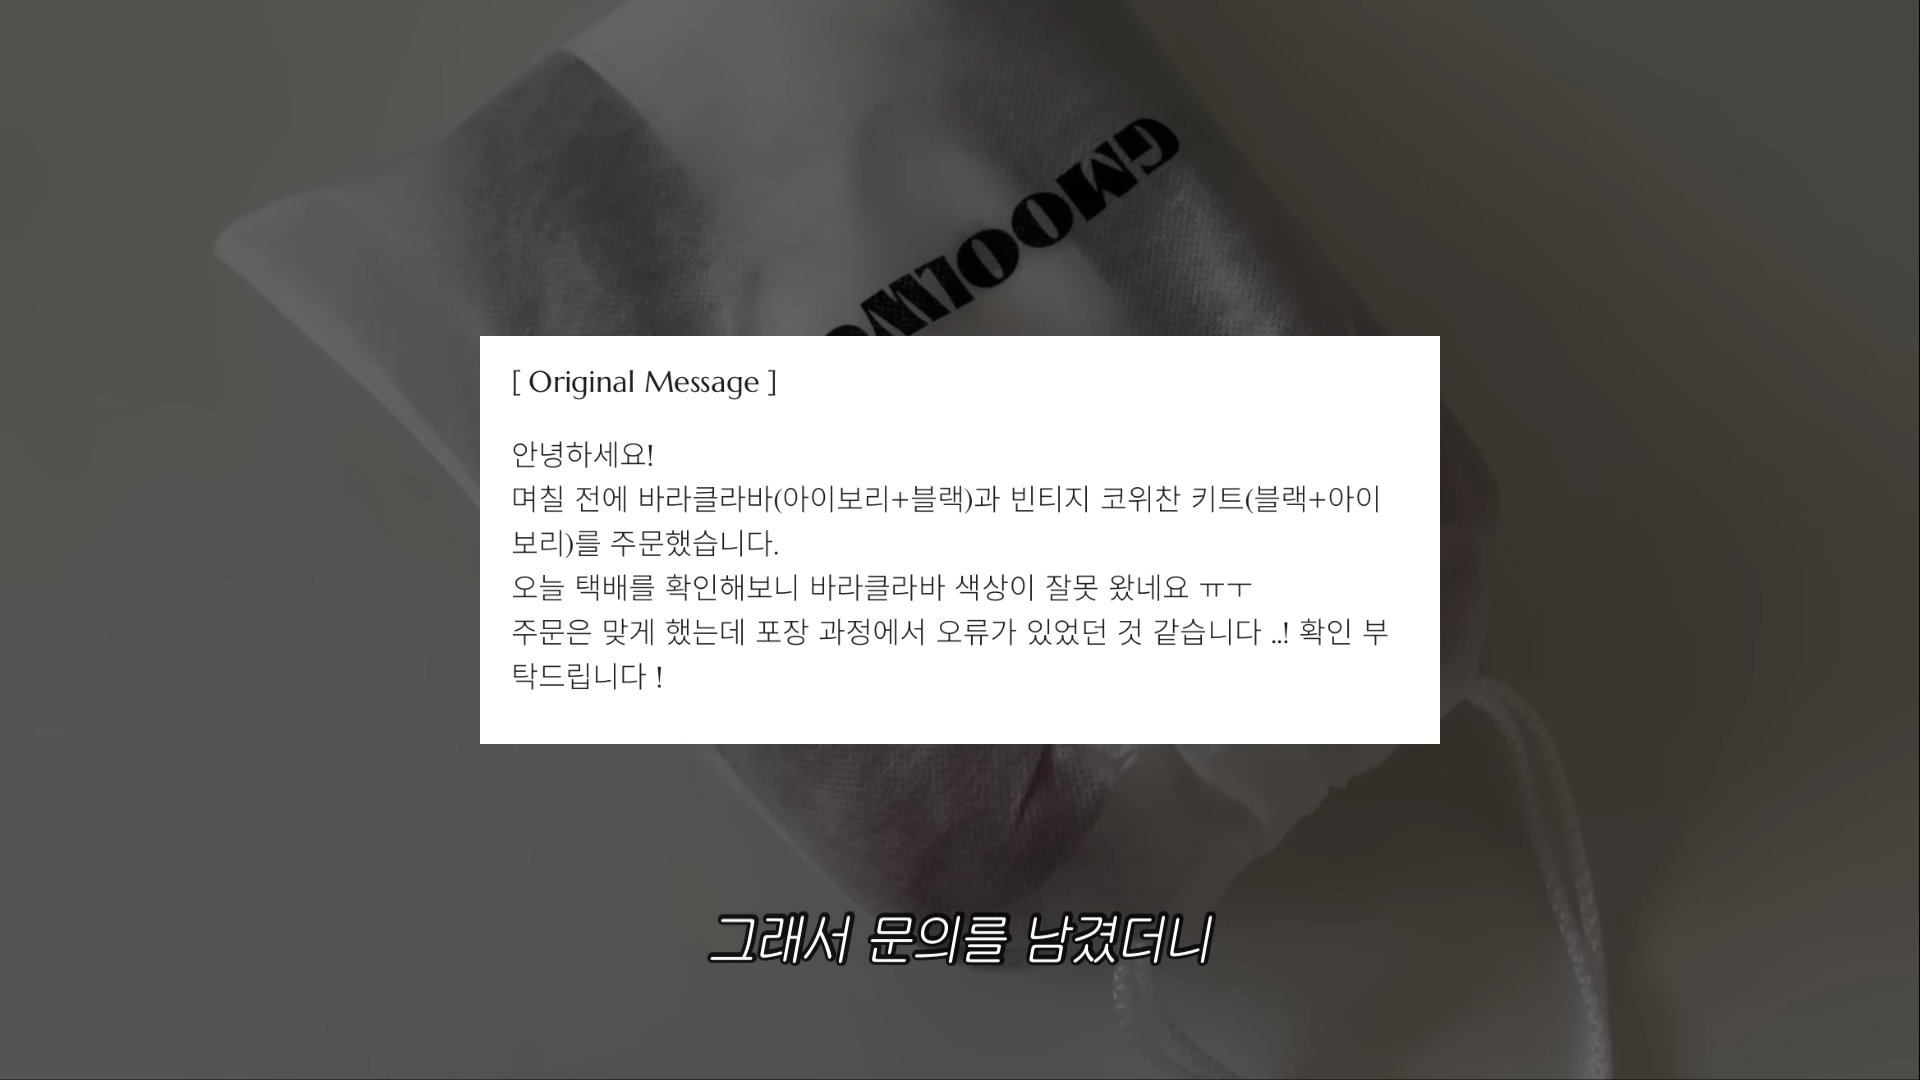 GMOOLW
[ Original Message ]
안녕하세요!
며칠 전에 바라클라바(아이보리+블랙)과 빈티지 코위찬 키트(블랙+아이
보리)를 주문했습니다.
오늘 택배를 확인해보니 바라클라바 색상이 잘못 왔네요 ㅠㅜ
주문은 맞게 했는데 포장 과정에서 오류가 있었던 것 같습니다 ..! 확인 부
탁드립니다 !
그래서 문의를 남겼더니